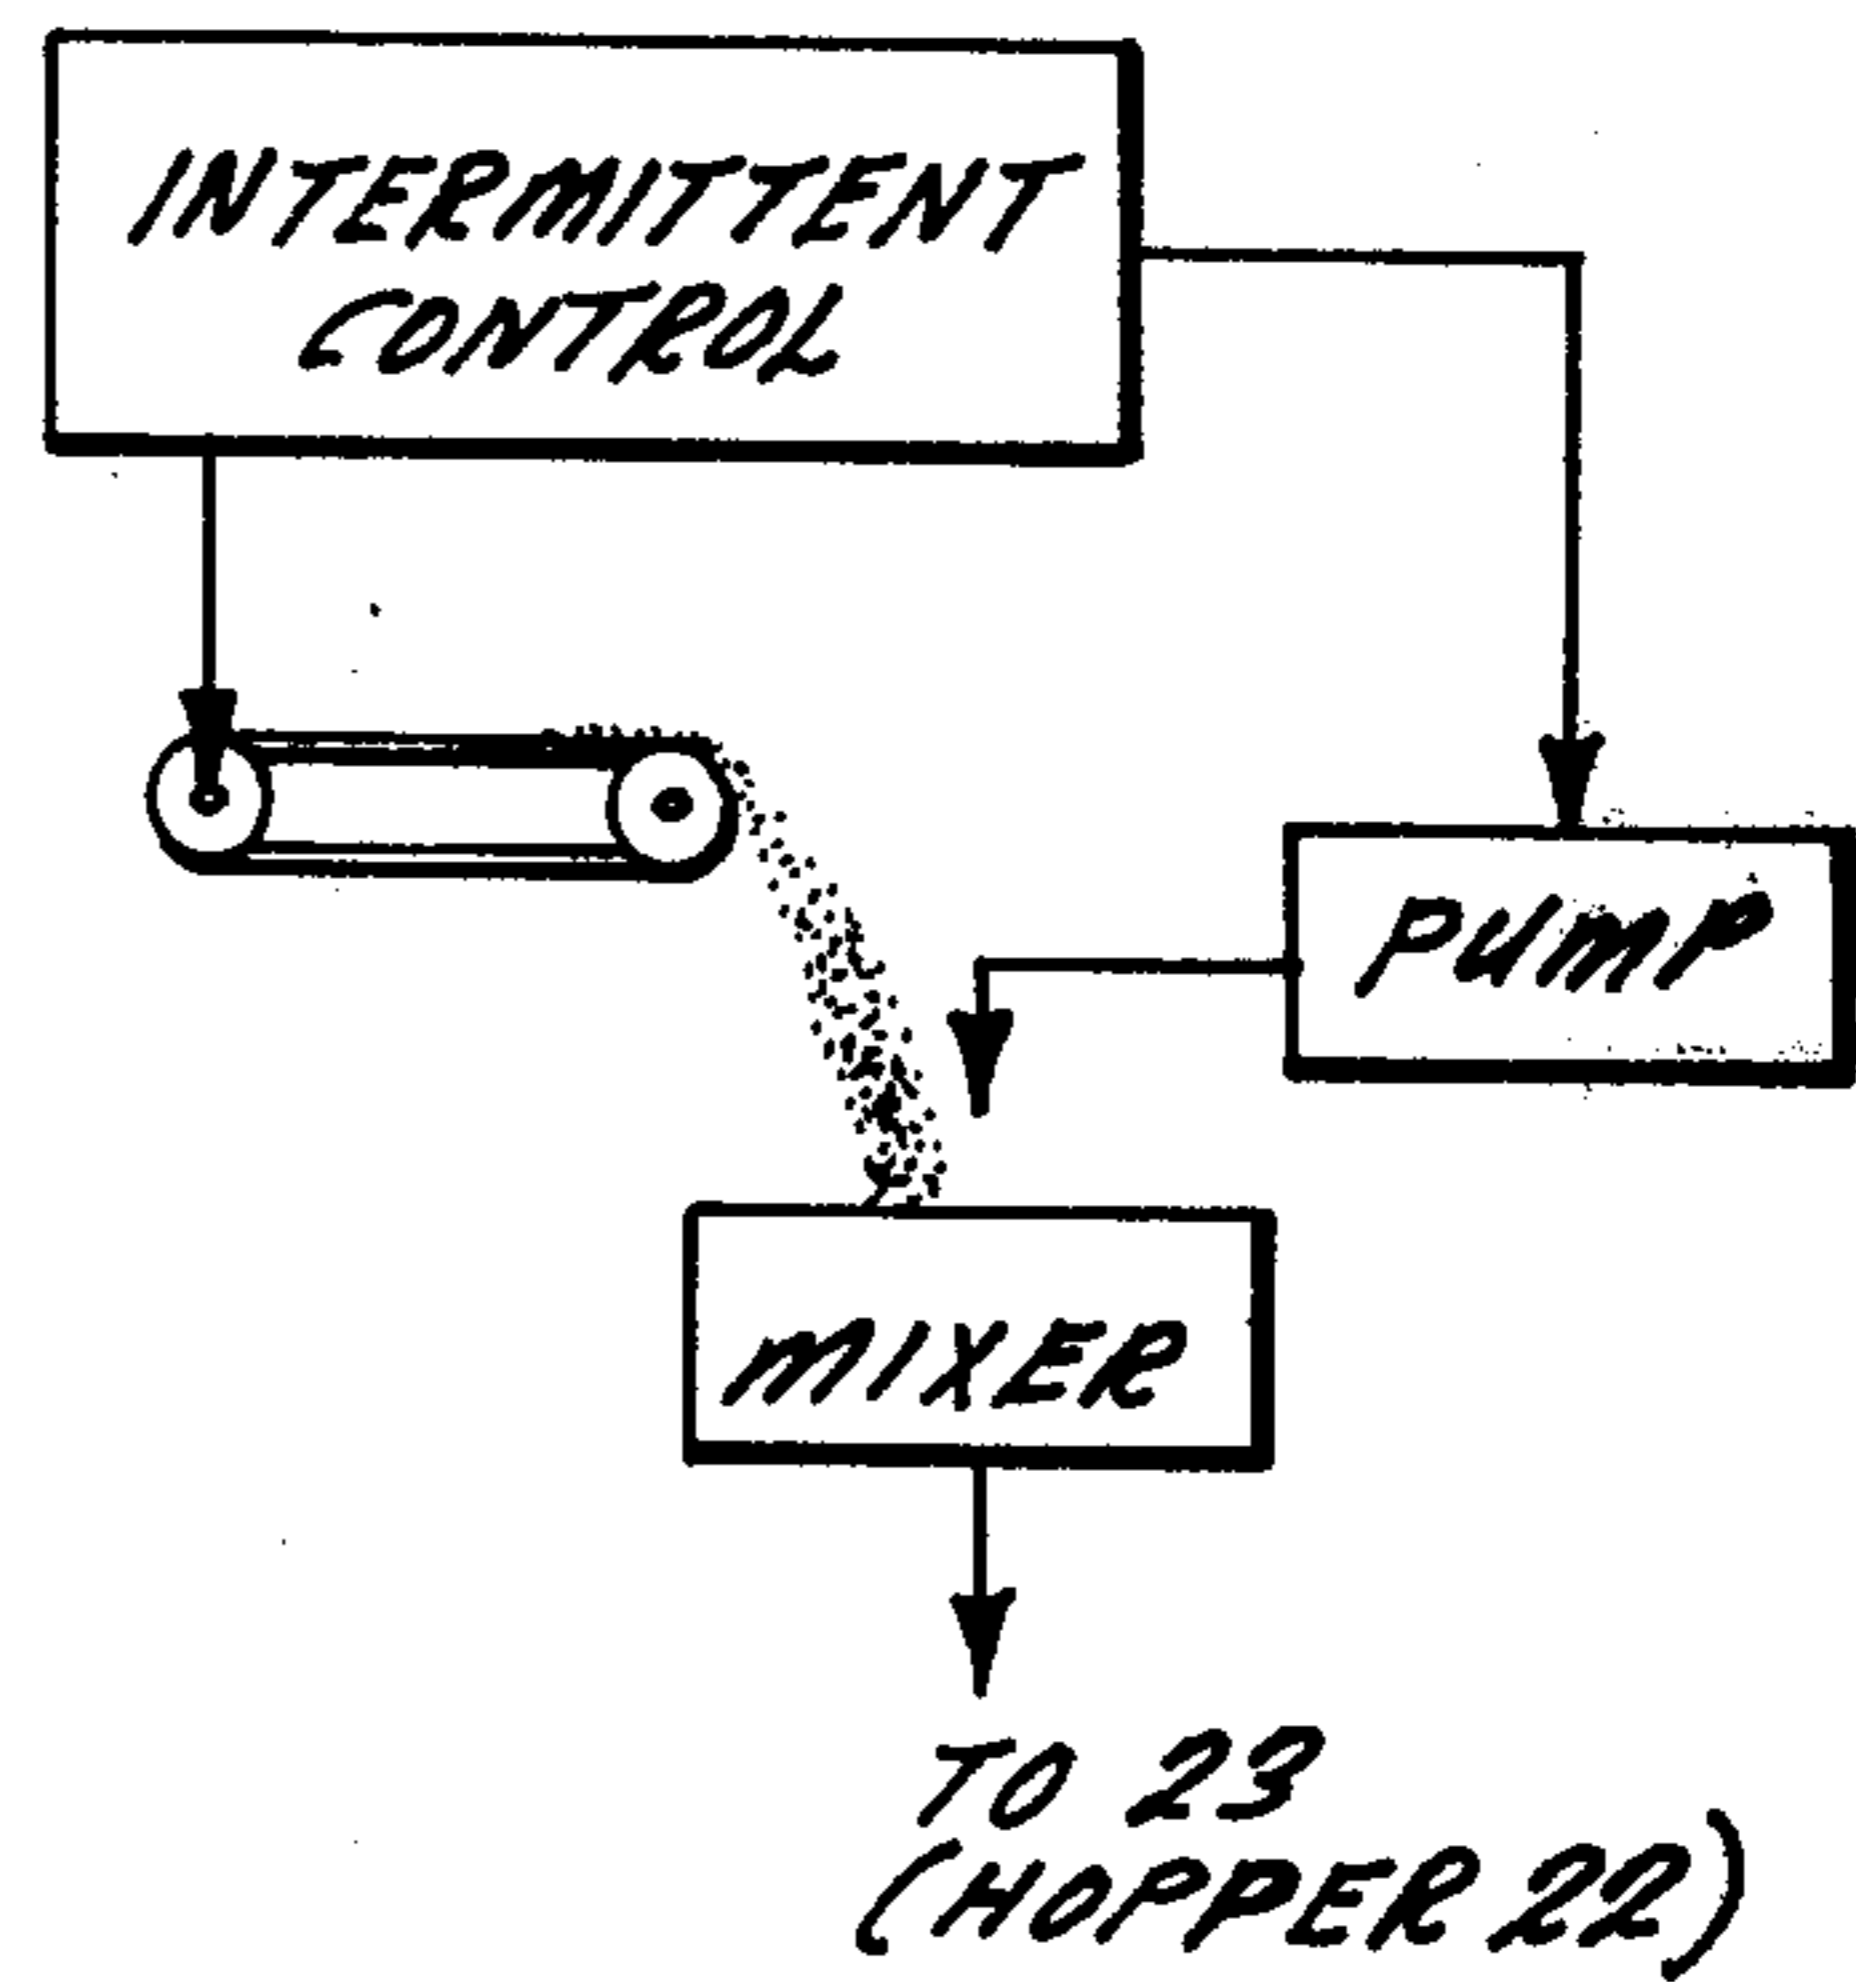 INTERMITTENT
CONTROL
PUMP
MIXER
TO 23
(HOPPER 22)